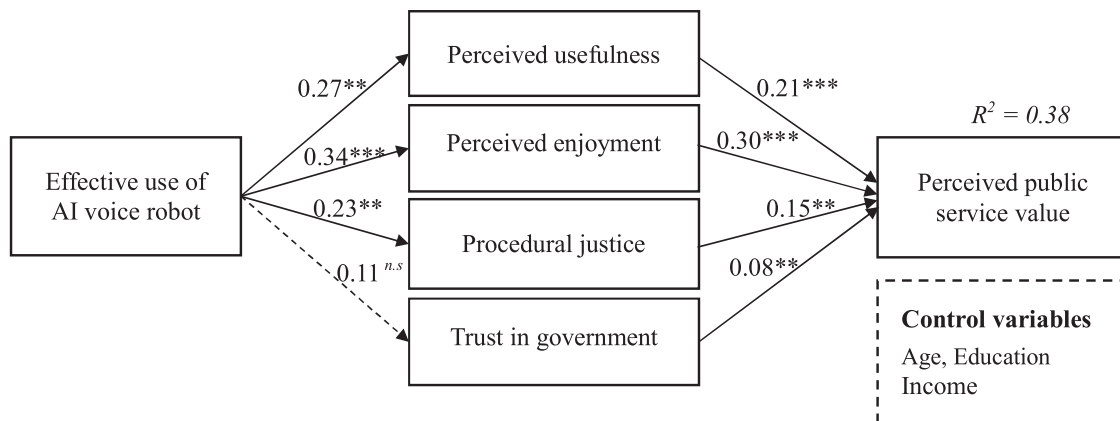 Effective use of
AI voice robot
0.27**
0.34***
0.23**
0.11 n.s
Perceived usefulness
Perceived enjoyment
Procedural justice
Trust in government
0.21***
0.30***
0.15**
0.08**
R² = 0.38
Perceived public
service value
Control variables
Age, Education
Income